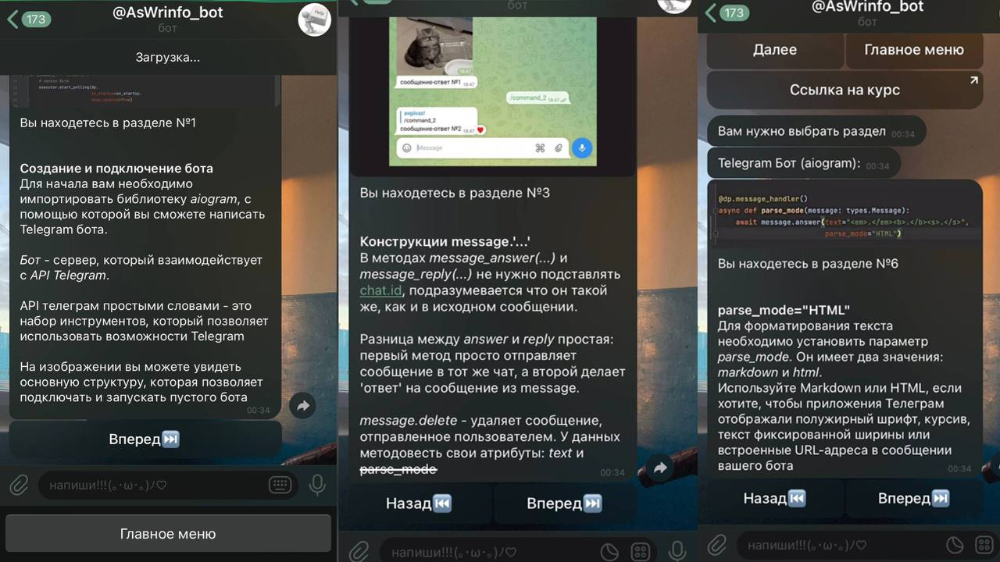 173
@AsWrinfo_bot
бот
Загрузка...
executor.start_polling(dp,
on_startup=on_startup,
skip_updates=True)
Вы находетесь в разделе №1
Создание и подключение бота
Для начала вам необходимо
импортировать библиотеку aiogram, с
помощью которой вы сможете написать
Telegram бота.
Бот - сервер, который взаимодействует
с API Telegram.
API телеграм простыми словами - это
набор инструментов, который позволяет
использовать возможности Telegram
На изображении вы можете увидеть
основную структуру, которая позволяет
подключать и запускать пустого бота
00:34
Вперед⏭
напиши!!!(｡･ω･｡)ﾉ♡
Главное меню
бот
18:47
сообщение-ответ №1 18:47
/command_2 18:47
avgiivas!
/command_2
сообщение-ответ №2 18:47
Message
Вы находетесь в разделе №3
Конструкции message.'...'
В методах message_answer(...) и
message_reply(...) не нужно подставлять
chat.id, подразумевается что он такой
же, как и в исходном сообщении.
Разница между answer и reply простая:
первый метод просто отправляет
сообщение в тот же чат, а второй делает
'ответ' на сообщение из message.
message.delete - удаляет сообщение,
отправленное пользователем. У данных
методовесть свои атрибуты: text и
parse_mode
00:34
Назад⏮ Вперед⏭
напиши!!!(｡･ω･｡)ﾉ♡
173
@AsWrinfo_bot
бот
Далее Главное меню
Ссылка на курс
Вам нужно выбрать раздел 00:34
Telegram Бот (aiogram): 00:34
@dp.message_handler()
async def parse_mode(message: types.Message):
await message.answer(text="<em>.</em><b>.</b><s>.</s>",
parse_mode="HTML")
Вы находетесь в разделе №6
parse_mode="HTML"
Для форматирования текста
необходимо установить параметр
parse_mode. Он имеет два значения:
markdown и html.
Используйте Markdown или HTML, если
хотите, чтобы приложения Телеграм
отображали полужирный шрифт, курсив,
текст фиксированной ширины или
встроенные URL-адреса в сообщении
вашего бота
00:34
Назад⏮ Вперед⏭
напиши!!!(｡･ω･｡)ﾉ♡